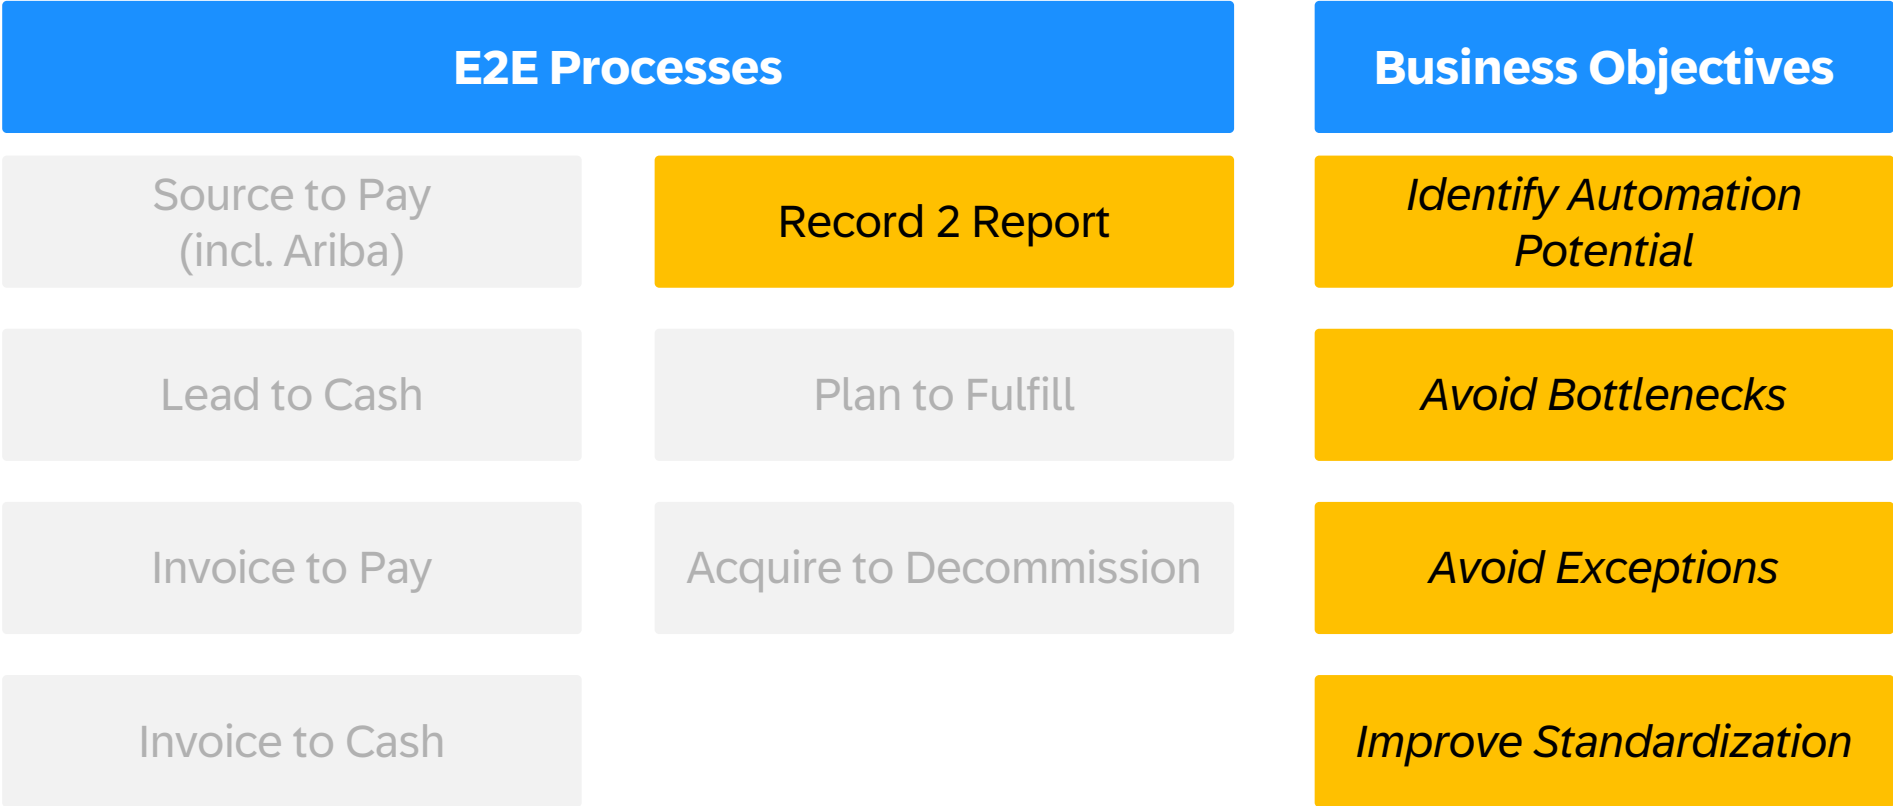 E2E Processes
Business Objectives
Source to Pay
(incl. Ariba)
Record 2 Report
Identify Automation
Potential
Lead to Cash
Plan to Fulfill
Avoid Bottlenecks
Invoice to Pay
Acquire to Decommission
Avoid Exceptions
Invoice to Cash
Improve Standardization